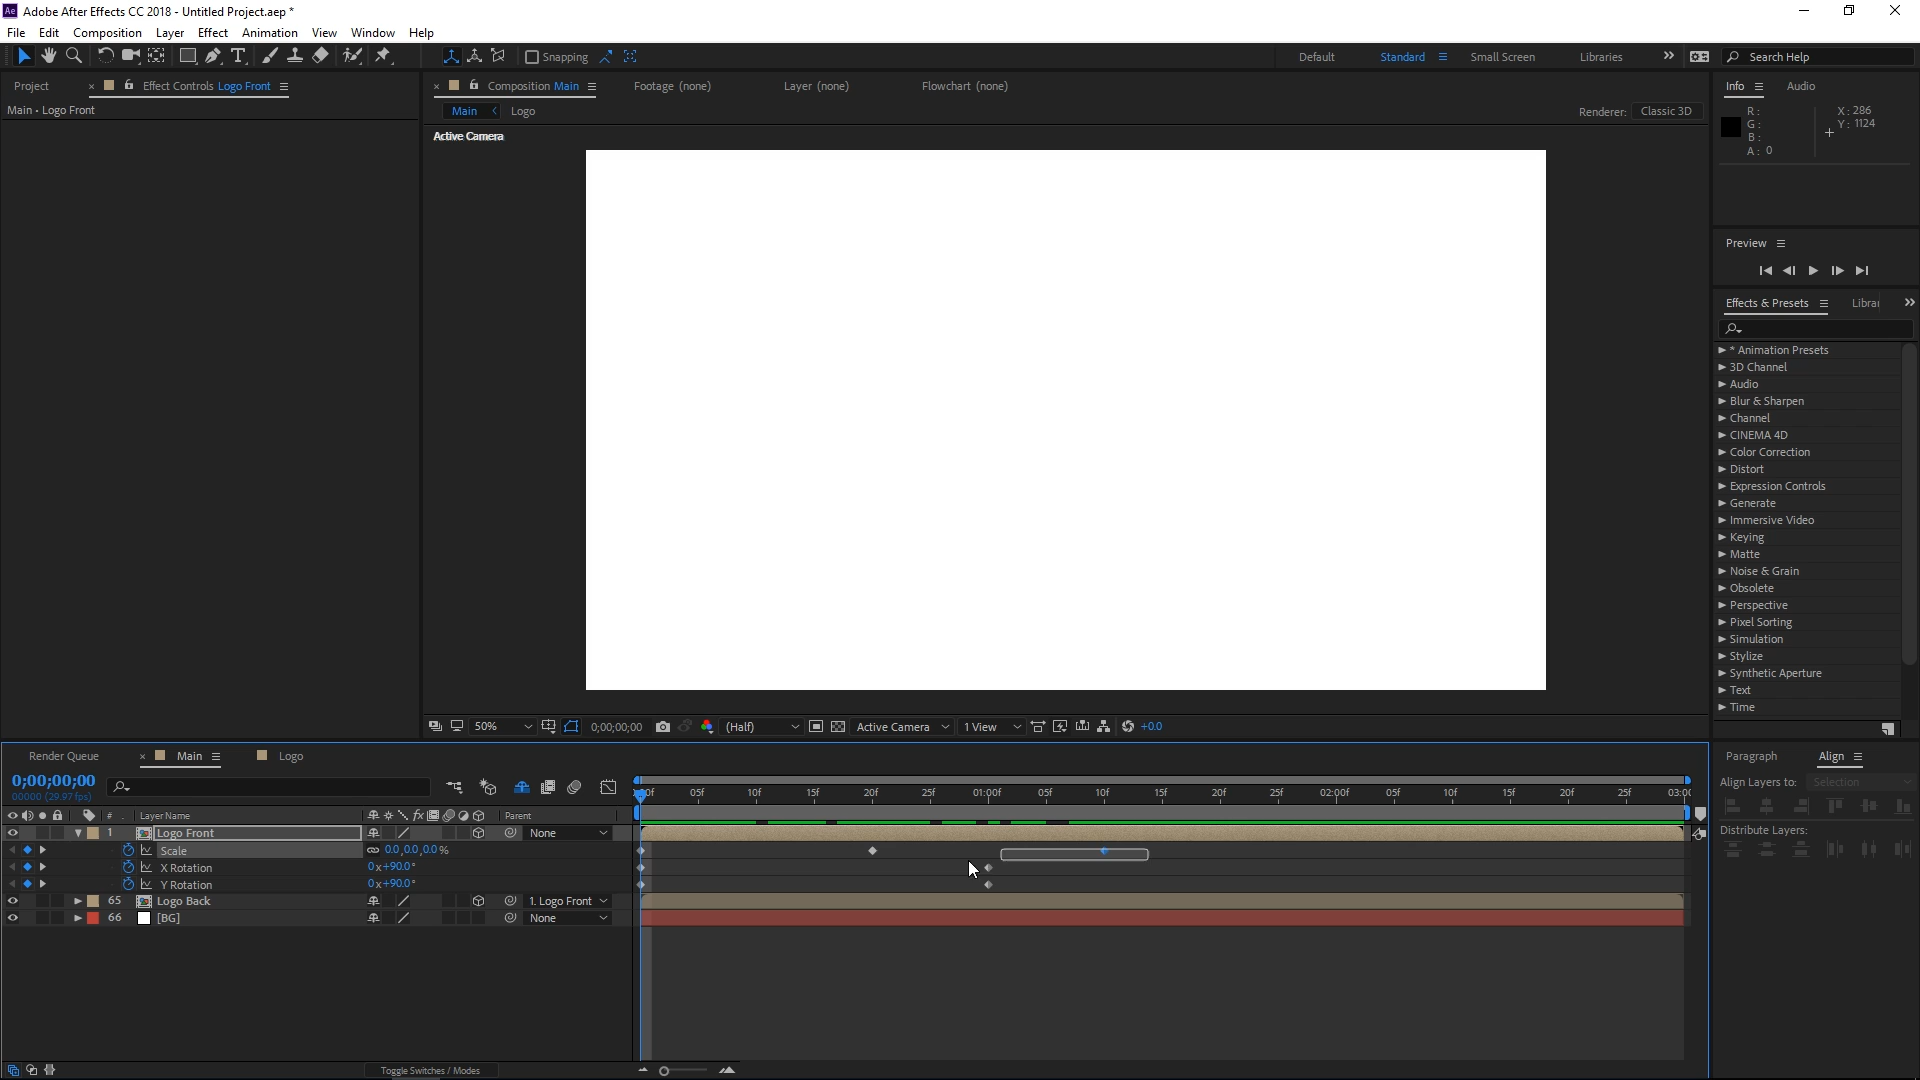 Ae Adobe After Effects CC 2018 - Untitled Project.aep *
File Edit Composition Layer Effect Animation View Window Help
Snapping Default Standard Small Screen Libraries » Search Help
Project × Effect Controls Logo Front × Composition Main Footage (none) Layer (none) Flowchart (none) Info Audio
Main • Logo Front
Main < Logo Renderer: Classic 3D
Active Camera
R: X: 286
G: Y: 1124
B:
A: 0
Preview
Effects & Presets Librar »
* Animation Presets
3D Channel
Audio
Blur & Sharpen
Channel
CINEMA 4D
Color Correction
Distort
Expression Controls
Generate
Immersive Video
Keying
Matte
Noise & Grain
Obsolete
Perspective
Pixel Sorting
Simulation
Stylize
Synthetic Aperture
Text
Time
50% 0;00;00;00 (Half) Active Camera 1 View +0.0
Render Queue × Main Logo Paragraph Align
0;00;00;00
00000 (29.97 fps)
05f 10f 15f 20f 25f 01:00f 05f 10f 15f 20f 25f 02:00f 05f 10f 15f 20f 25f
Align Layers to: Selection
# Layer Name fx Parent
1 Logo Front None
Distribute Layers:
Scale 0.0,0.0,0.0%
X Rotation 0x+90.0°
Y Rotation 0x+90.0°
65 Logo Back 1. Logo Front
66 [BG] None
Toggle Switches / Modes